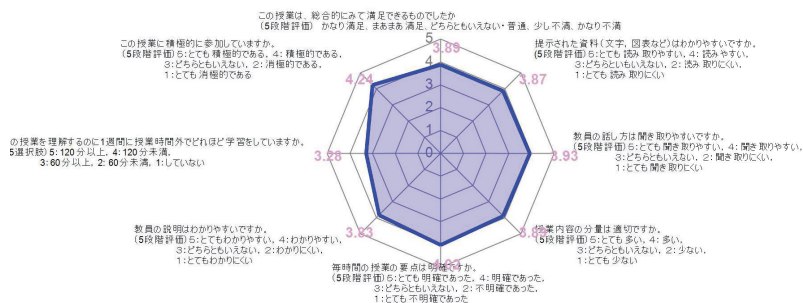 この授業は、総合的にみて満足できるものでしたか
(5段階評価) かなり満足、まあまあ満足、どちらともいえない・普通、少し不満、かなり不満
5
3.89
4
3
2
1
0
提示された資料(文字，図表など)はわかりやすいですか。
(5段階評価)5:とても読み取りやすい，4:読みやすい，
3:どちらともいえない，2:読み取りにくい，
1:とても読み取りにくい
3.87
教員の話し方は聞き取りやすいですか。
(5段階評価)5:とても聞き取りやすい，4:聞き取りやすい，
3:どちらともいえない，2:聞き取りにくい，
1:とても聞取りにくい
3.93
授業内容の分量は適切ですか。
(5段階評価)5:とても多い，4:多い，
3:どちらともいえない，2:少ない，
1:とても少ない
毎時間の授業の要点は明確ですか。
(5段階評価)5:とても明確であった，4:明確であった，
3:どちらともいえない，2:不明確であった，
1:とても不明確であった
教員の説明はわかりやすいですか。
(5段階評価)5:とてもわかりやすい，4:わかりやすい，
3:どちらともいえない，2:わかりにくい，
1:とてもわかりにくい
3.83
の授業を理解するのに1週間に授業時間外でどれほど学習をしていますか。
5選択肢) 5:120分以上，4:120分未満，
3:60分以上，2:60分未満，1:していない
3.28
この授業に積極的に参加していますか。
(5段階評価)5:とても積極的である，4:積極的である，
3:どちらともいえない，2:消極的である，
1:とても消極的である
4.24